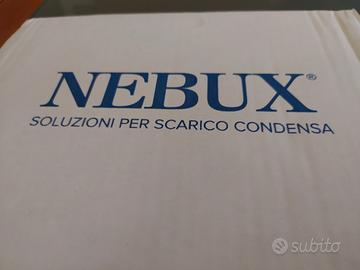 NEBUX®
SOLUZIONI PER SCARICO CONDENSA
subito